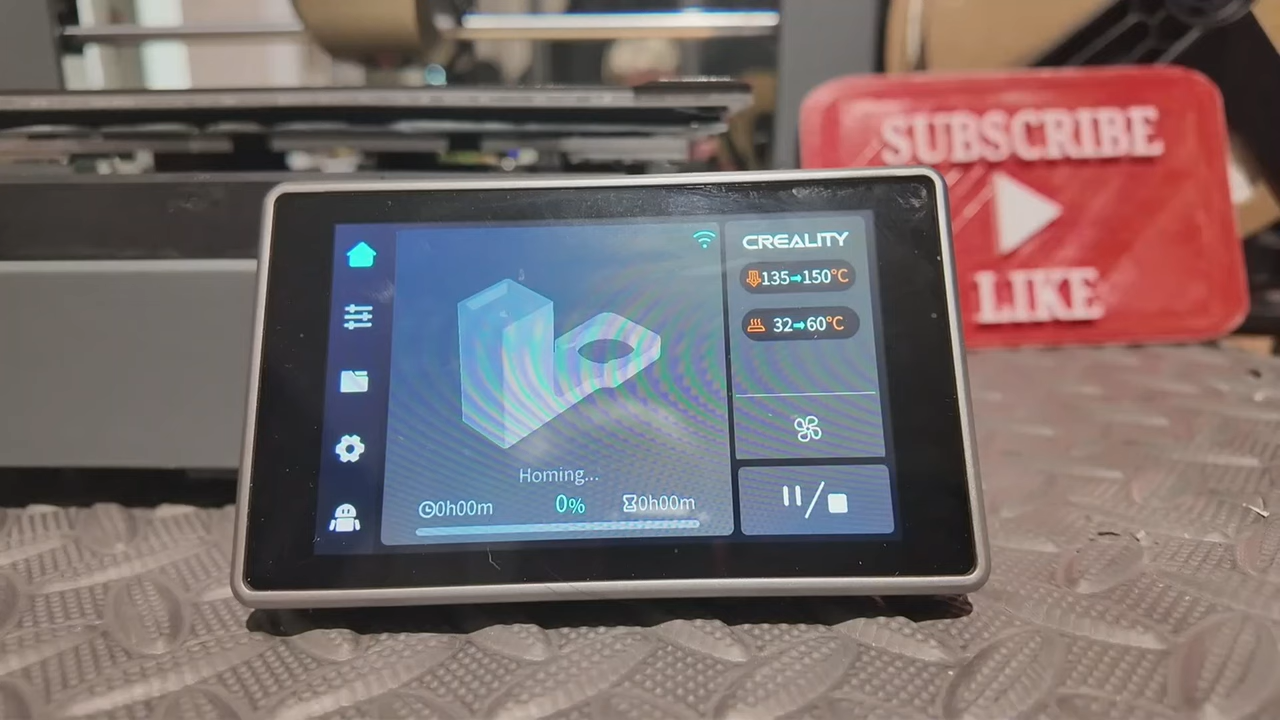 SUBSCRIBE
LIKE
CREALITY
135→150°C
32→60°C
Homing...
0h00m
0%
0h00m